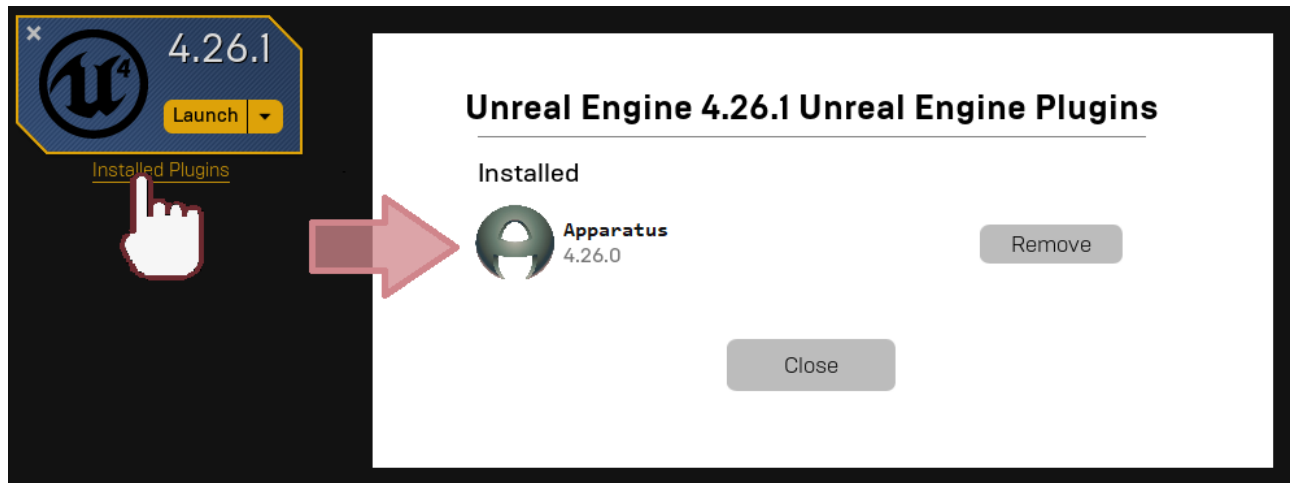 4.26.1
4
Launch
Installed Plugins
Unreal Engine 4.26.1 Unreal Engine Plugins
Installed
Apparatus
4.26.0
Remove
Close